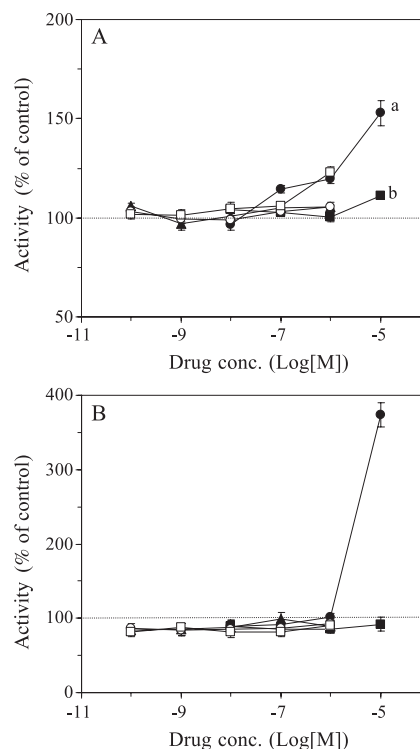 A
200
150
100
50
a
b
Activity (% of control)
-11
-9
-7
-5
Drug conc. (Log[M])
B
400
300
200
100
0
Activity (% of control)
-11
-9
-7
-5
Drug conc. (Log[M])